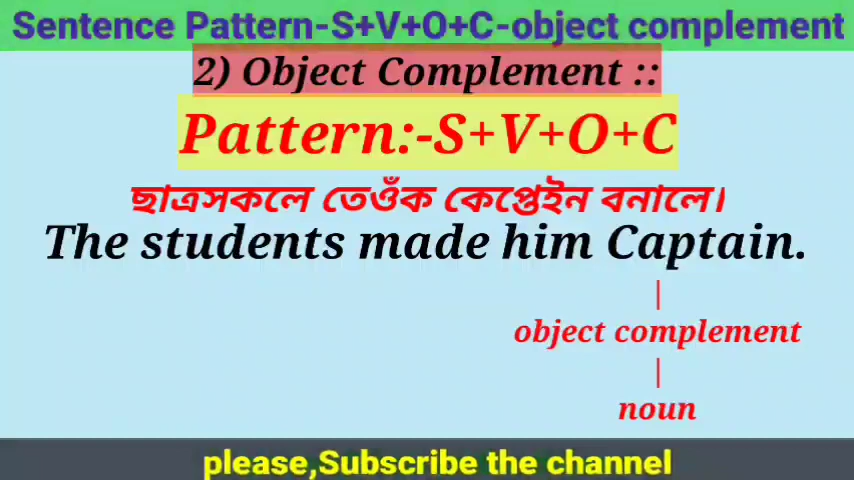 Sentence Pattern-S+V+O+C-object complement
2) Object Complement ::
Pattern:-S+V+O+C
ছাত্ৰসকলে তেওঁক কেপ্তেইন বনালে।
The students made him Captain.
|
object complement
|
noun
please,Subscribe the channel